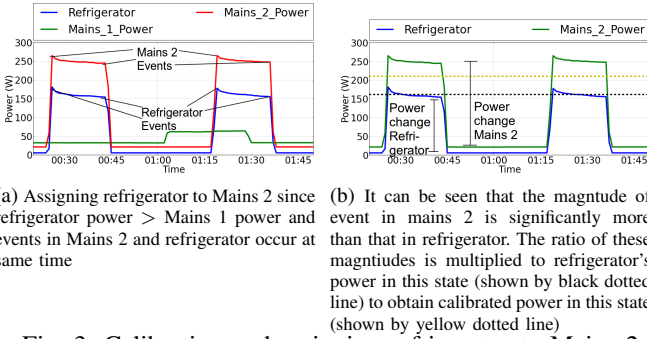 Refrigerator
Mains_2_Power
Mains_1_Power
300
250
200
150
100
50
0
Power (W)
Mains 2
Events
Refrigerator
Events
00:30
00:45
01:00
01:15
01:30
01:45
Time
Refrigerator
Mains_2_Power
300
250
200
150
100
50
0
Power (W)
Power
change
Refri-
gerator
Power
change
Mains 2
00:30
00:45
01:00
01:15
01:30
01:45
Time
(a) Assigning refrigerator to Mains 2 since
refrigerator power > Mains 1 power and
events in Mains 2 and refrigerator occur at
same time
(b) It can be seen that the magntude of
event in mains 2 is significantly more
than that in refrigerator. The ratio of these
magntiudes is multiplied to refrigerator's
power in this state (shown by black dotted
line) to obtain calibrated power in this state
(shown by yellow dotted line)